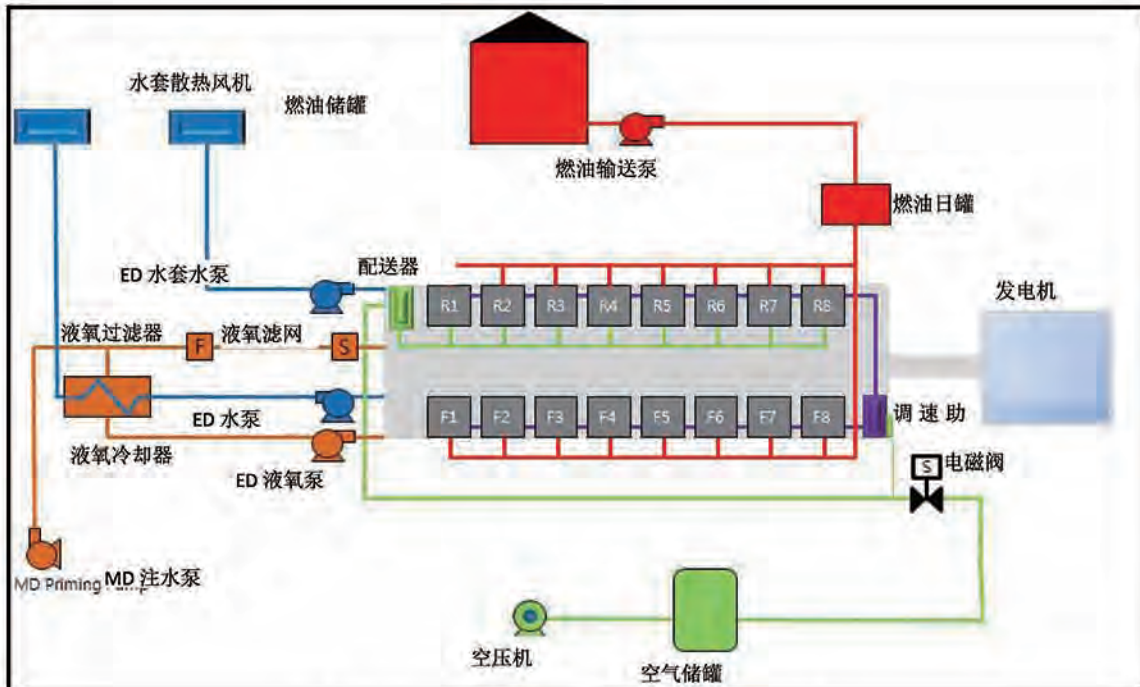 水套散热风机
燃油储罐
燃油输送泵
燃油日罐
ED 水套水泵
配送器
R1
R2
R3
R4
R5
R6
R7
R8
发电机
液氧过滤器
F
液氧滤网
S
ED 水泵
F1
F2
F3
F4
F5
F6
F7
F8
调 速 助
液氧冷却器
ED 液氧泵
S
电磁阀
MD Priming
MD 注水泵
空压机
空气储罐